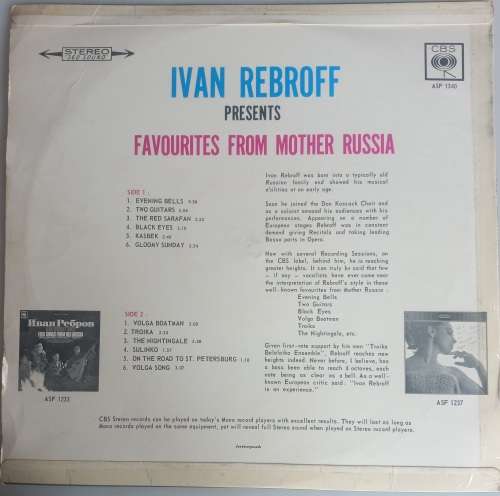 STEREO
"360 SOUND"
CBS
ASP 1240
IVAN REBROFF
PRESENTS
FAVOURITES FROM MOTHER RUSSIA
Ivan Rebroff was born into a typically old
Russian family and showed his musical
abilities at an early age.
SIDE 1 :
1. EVENING BELLS
2. TWO GUITARS
3. THE RED SARAFAN
4. BLACK EYES
5. KASBEK
6. GLOOMY SUNDAY
Soon he joined the Don Kossack Choir and
as a soloist amazed his audiences with his
performances. Appearing on a number of
European stages Rebroff was in constant
demand giving Recitals and taking leading
Basso parts in Opera.
Now with several Recording Sessions, on
the CBS label, behind him, he is reaching
greater heights. It can truly be said that few
- if any - vocalists have ever come near
the interpretation of Rebroff's style in these
well-known favourites from Mother Russia -
Evening Bells
Two Guitars
Black Eyes
Volga Boatman
Troika
The Nightingale, etc.
SIDE 2 :
1. VOLGA BOATMAN
2. TROIKA
3. THE NIGHTINGALE
4. SULINKO
5. ON THE ROAD TO ST. PETERSBURG
6. VOLGA SONG
Given first-rate support by his own "Troika
Balalaika Ensemble", Rebroff reaches new
heights indeed. Never before, I believe, has
a bass been able to reach 4 octaves, each
note being as clear as a bell. As a well-
known European critic said: "Ivan Rebroff
is an experience."
Иван Ребров
ASP 1233
ASP 1237
CBS Stereo records can be played on today's Mono record players with excellent results. They will last as long as
Mono records played on the same equipment, yet will reveal full Stereo sound when played on Stereo record players.
interpak